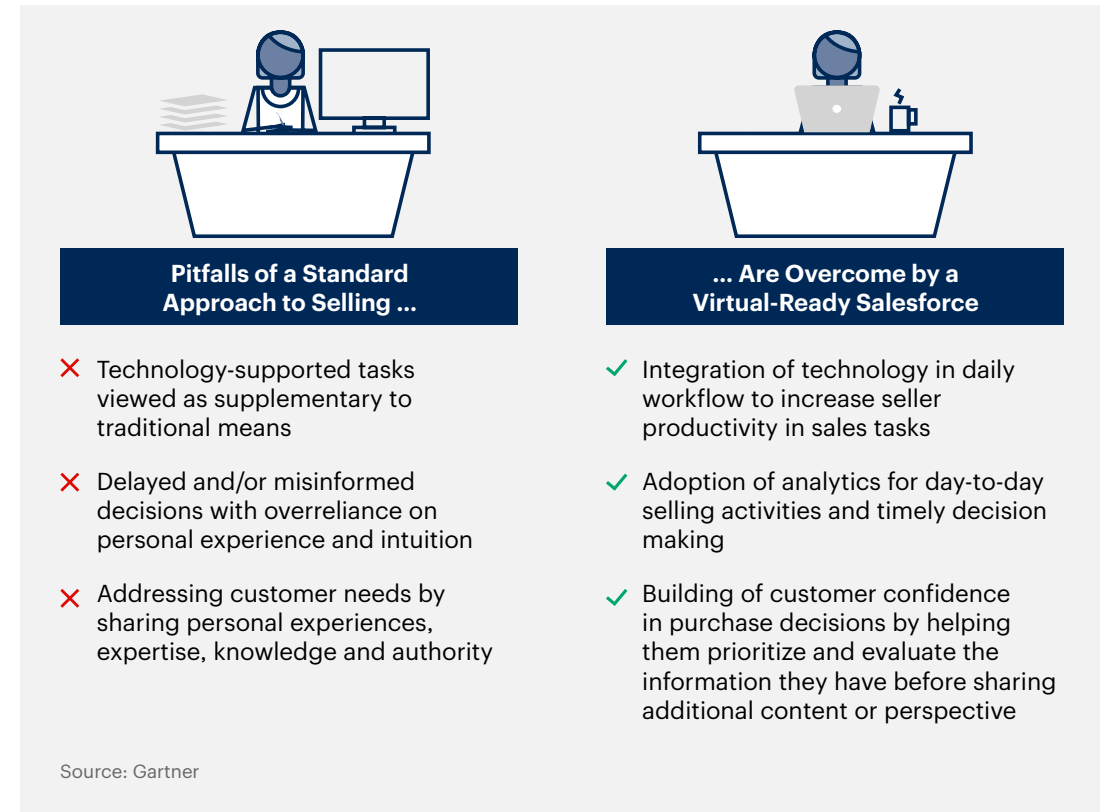 Pitfalls of a Standard
Approach to Selling ...
Technology-supported tasks
viewed as supplementary to
traditional means
Delayed and/or misinformed
decisions with overreliance on
personal experience and intuition
Addressing customer needs by
sharing personal experiences,
expertise, knowledge and authority
... Are Overcome by a
Virtual-Ready Salesforce
Integration of technology in daily
workflow to increase seller
productivity in sales tasks
Adoption of analytics for day-to-day
selling activities and timely decision
making
Building of customer confidence
in purchase decisions by helping
them prioritize and evaluate the
information they have before sharing
additional content or perspective
Source: Gartner